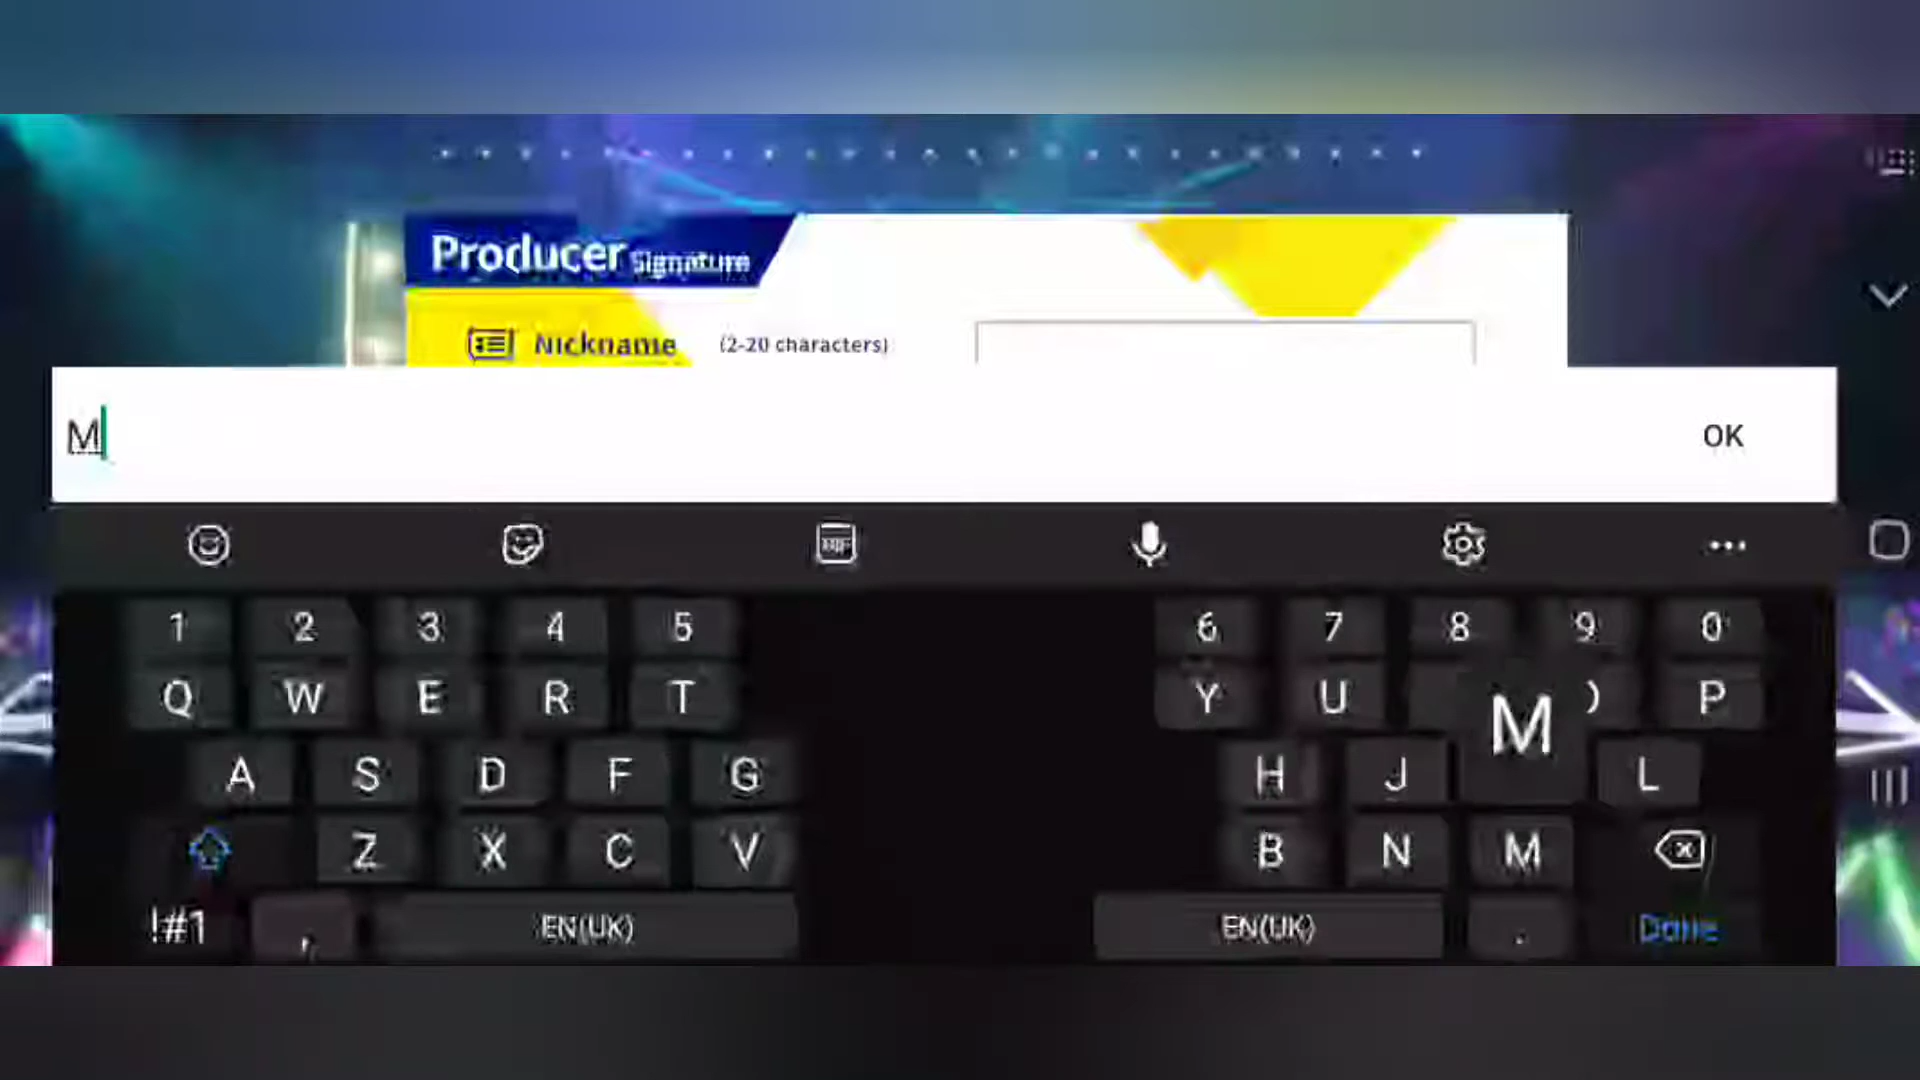 Producer Signature
Nickname (2-20 characters)
M
OK
GIF
1 2 3 4 5 6 7 8 9 0
Q W E R T Y U P
M
A S D F G H J L
Z X C V B N M
!#1 , EN(UK) EN(UK) . Done